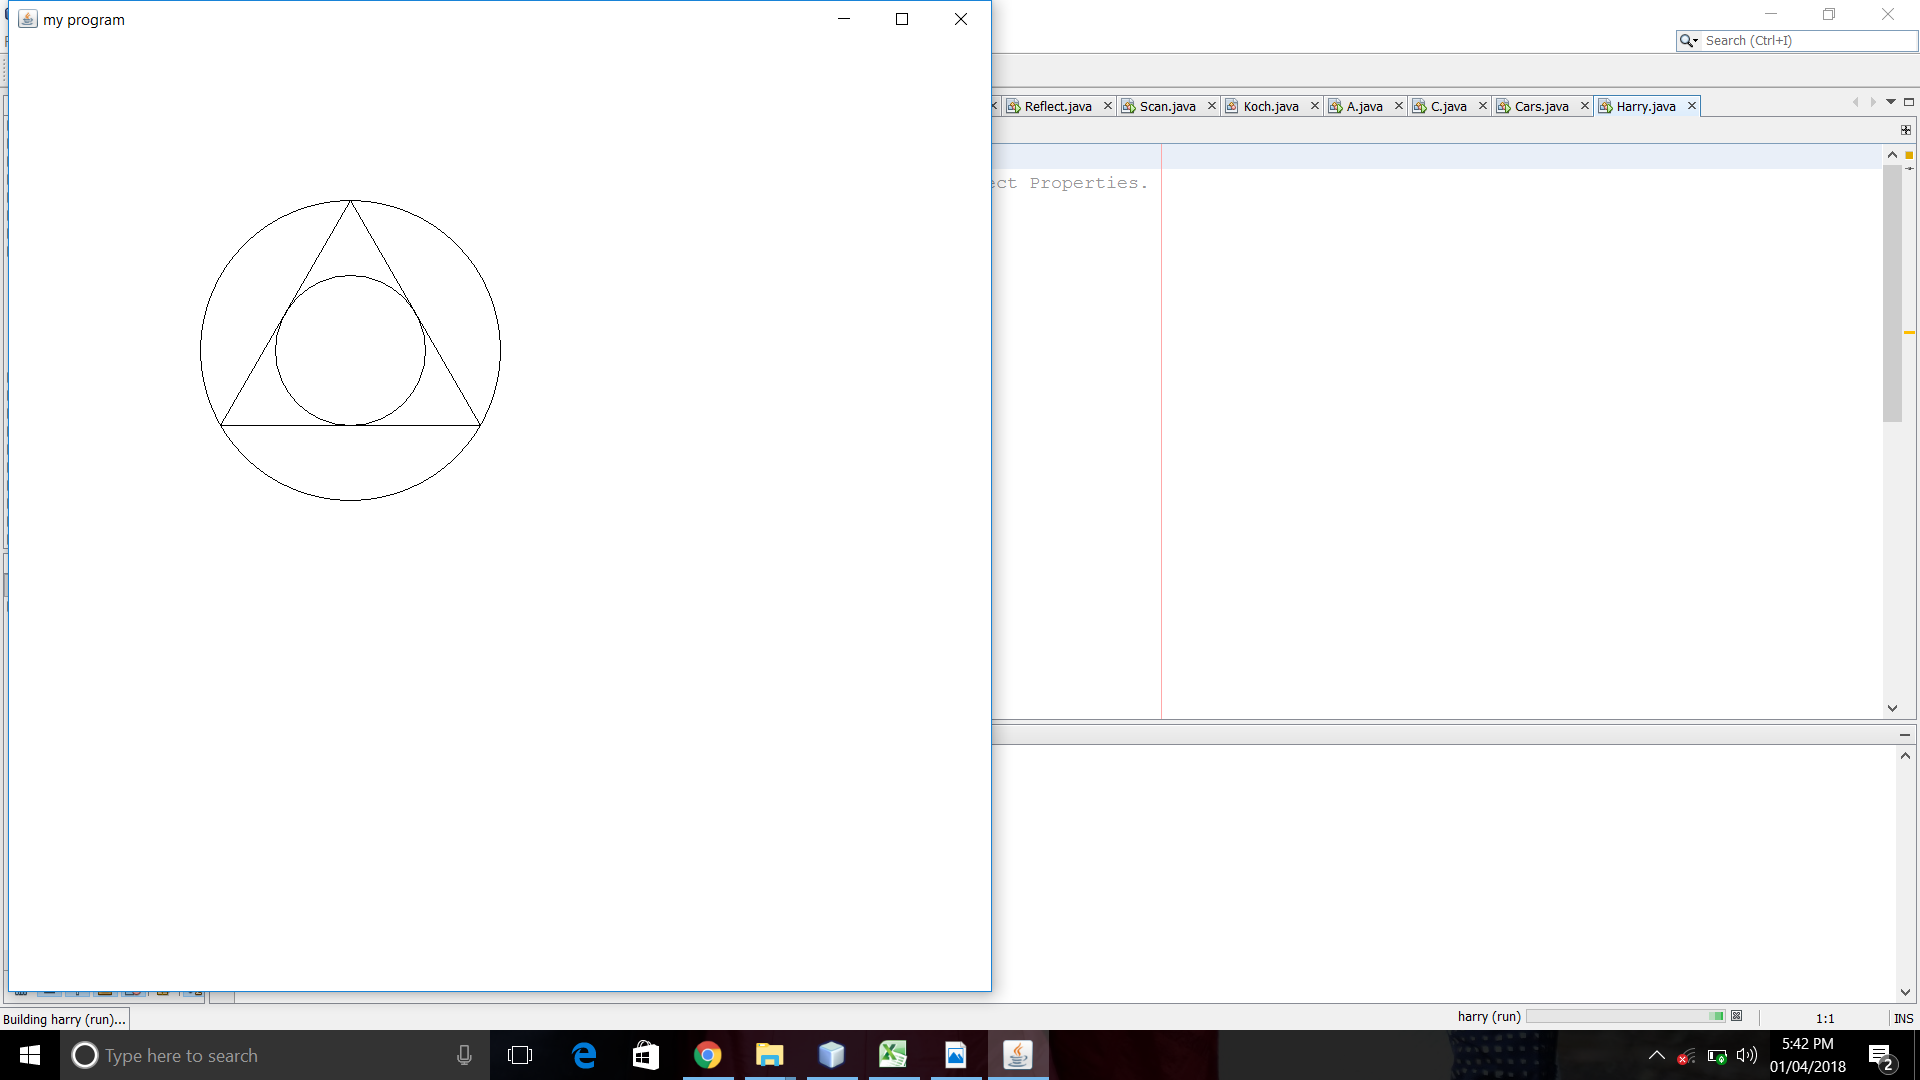 my program
Search (Ctrl+I)
Reflect.java Scan.java Koch.java A.java C.java Cars.java Harry.java
ect Properties.
Building harry (run)...
harry (run)
1:1
INS
Type here to search
5:42 PM
01/04/2018
2